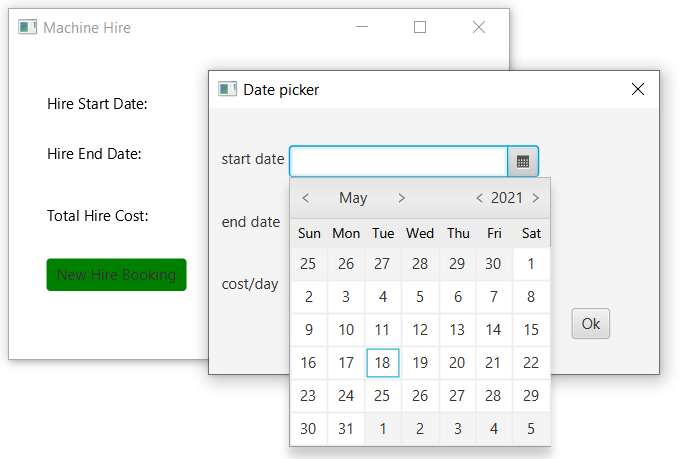 Machine Hire
Hire Start Date:
Hire End Date:
Total Hire Cost:
New Hire Booking
Date picker
start date
end date
cost/day
< May > < 2021 >
Sun Mon Tue Wed Thu Fri Sat
25 26 27 28 29 30 1
2 3 4 5 6 7 8
9 10 11 12 13 14 15
16 17 18 19 20 21 22
23 24 25 26 27 28 29
30 31 1 2 3 4 5
Ok